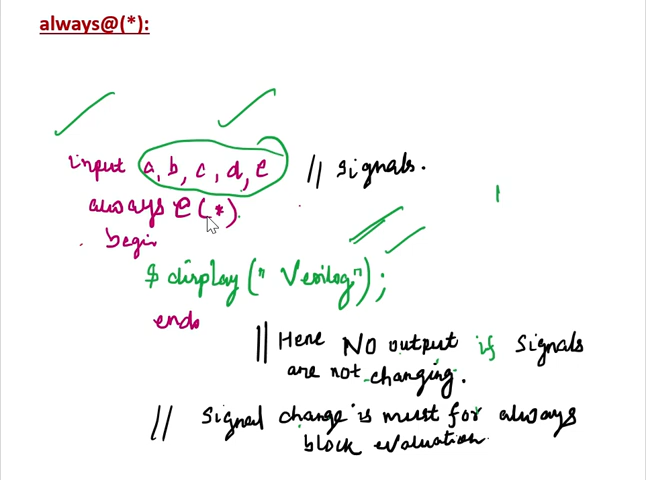 always@(*):
input a, b, c, d, e // signals.
always @(*)
begin
$display("Verilog");
end
// Here NO output if signals
are not changing.
// Signal change is must for always
block evaluation.